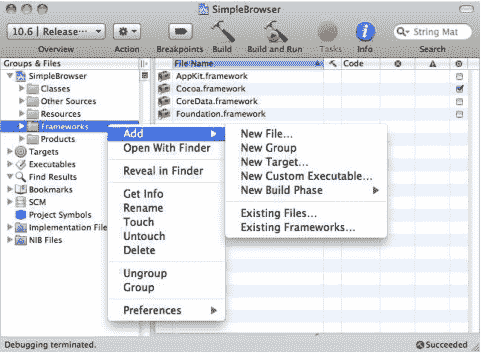 SimpleBrowser
10.6 | Release...
String Mat
Overview
Action
Breakpoints
Build
Build and Run
Tasks
Info
Search
Groups & Files
File Name
Code
SimpleBrowser
Classes
Other Sources
Resources
Frameworks
Products
Targets
Executables
Find Results
Bookmarks
SCM
Project Symbols
Implementation File
NIB Files
AppKit.framework
Cocoa.framework
CoreData.framework
Foundation.framework
Add
Open With Finder
Reveal in Finder
Get Info
Rename
Touch
Untouch
Delete
Ungroup
Group
Preferences
New File...
New Group
New Target...
New Custom Executable...
New Build Phase
Existing Files...
Existing Frameworks...
Debugging terminated.
Succeeded